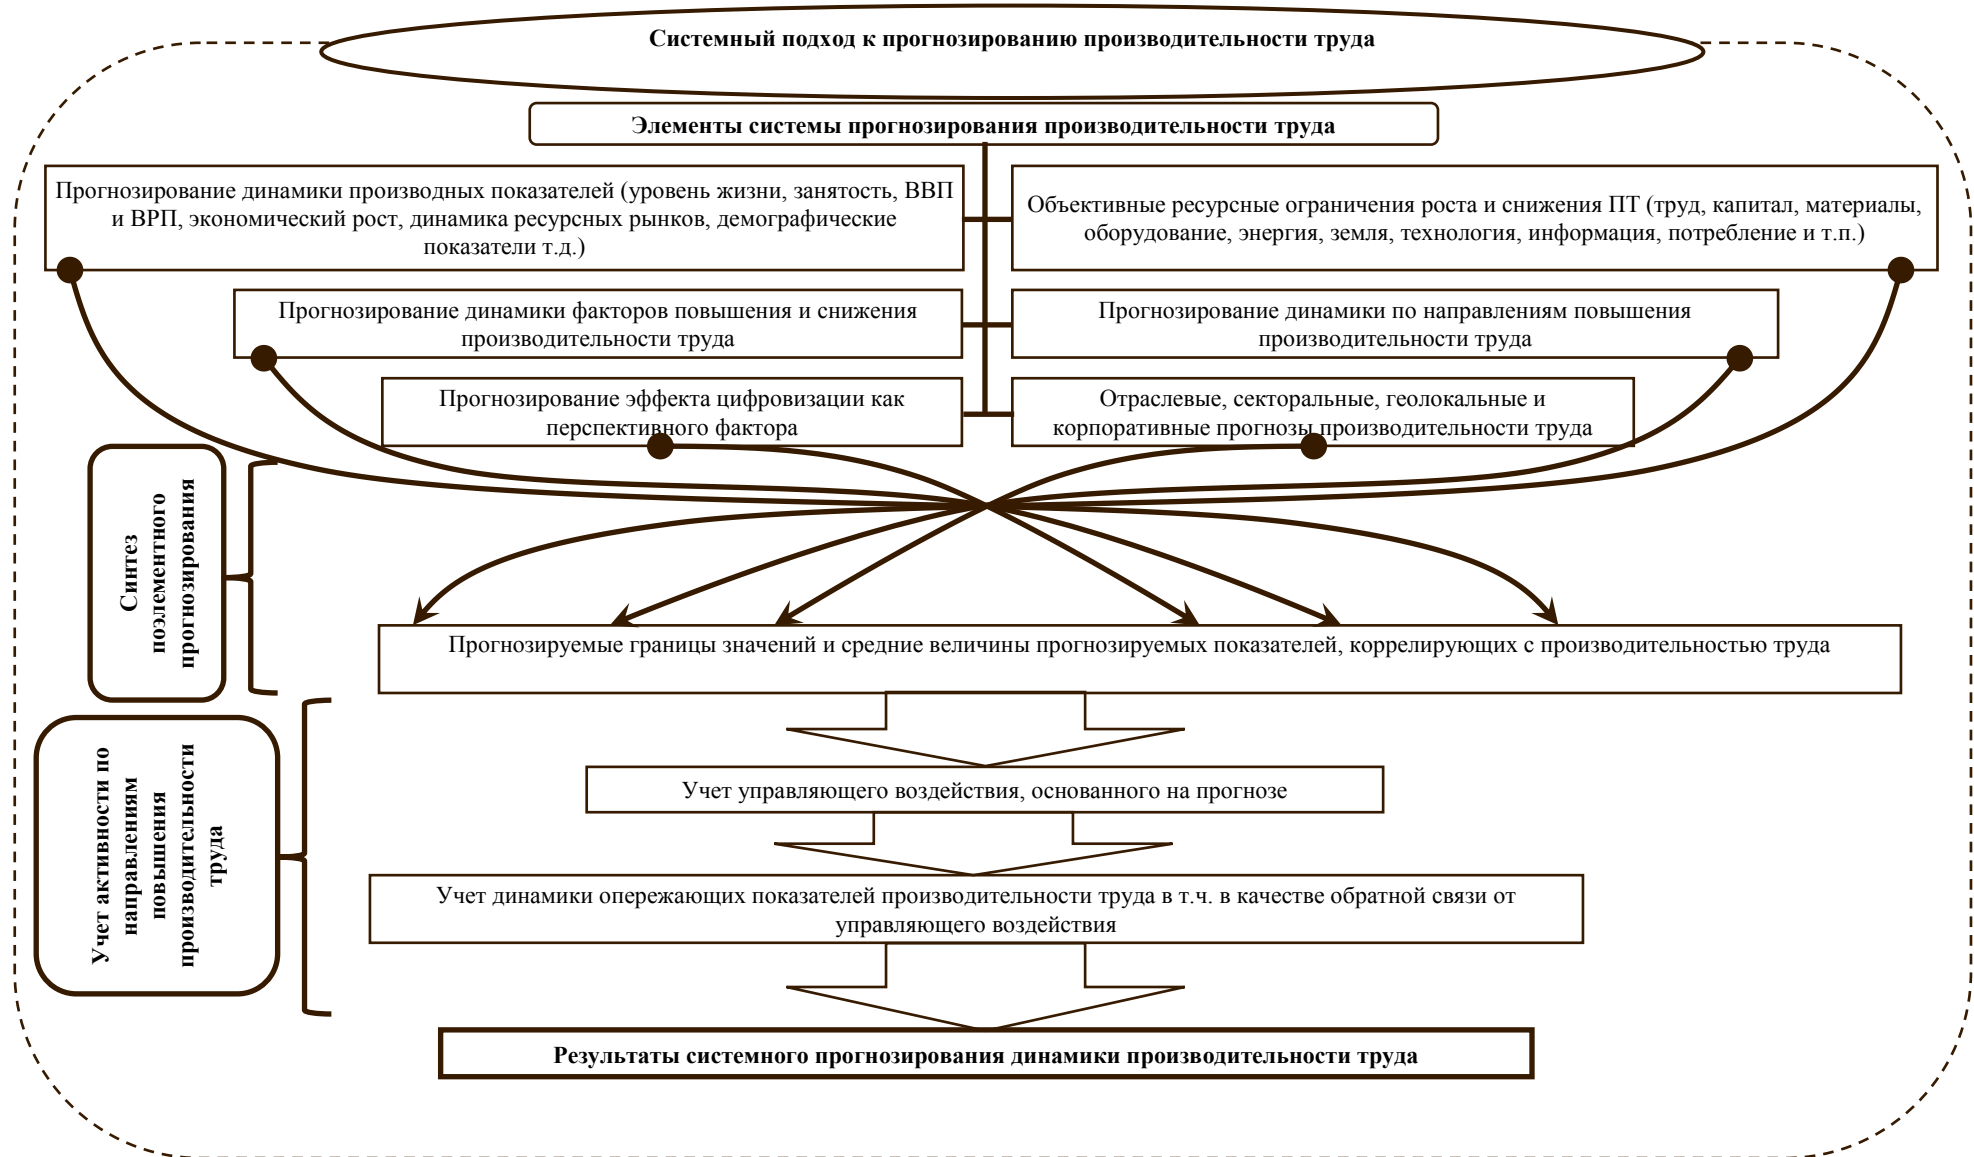 Системный подход к прогнозированию производительности труда
Элементы системы прогнозирования производительности труда
Прогнозирование динамики производных показателей (уровень жизни, занятость, ВВП
и ВРП, экономический рост, динамика ресурсных рынков, демографические
показатели т.д.)
Объективные ресурсные ограничения роста и снижения ПТ (труд, капитал, материалы,
оборудование, энергия, земля, технология, информация, потребление и т.п.)
Прогнозирование динамики факторов повышения и снижения
производительности труда
Прогнозирование динамики по направлениям повышения
производительности труда
Прогнозирование эффекта цифровизации как
перспективного фактора
Отраслевые, секторальные, геолокальные и
корпоративные прогнозы производительности труда
Синтез
поэлементного
прогнозирования
Прогнозируемые границы значений и средние величины прогнозируемых показателей, коррелирующих с производительностью труда
Учет активности по
направлениям
повышения
производительности
труда
Учет управляющего воздействия, основанного на прогнозе
Учет динамики опережающих показателей производительности труда в т.ч. в качестве обратной связи от
управляющего воздействия
Результаты системного прогнозирования динамики производительности труда